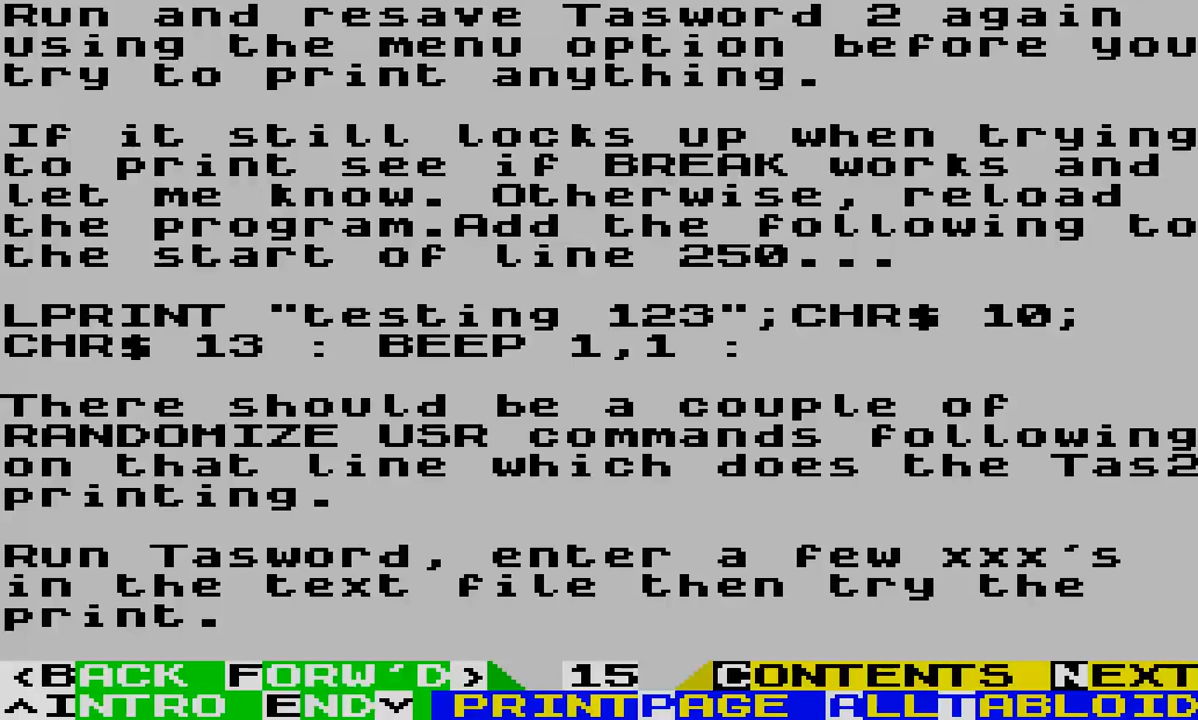 Run and resave Tasword 2 again
using the menu option before you
try to print anything.
If it still locks up when trying
to print see if BREAK works and
let me know. Otherwise, reload
the program.Add the following to
the start of line 250...
LPRINT "testing 123";CHR$ 10;
CHR$ 13 : BEEP 1,1 :
There should be a couple of
RANDOMIZE USR commands following
on that line which does the Tas2
printing.
Run Tasword, enter a few xxx's
in the text file then try the
print.
<BACK FORW'D> 15 CONTENTS NEXT
^INTRO ENDv PRINTPAGE ALLTABLOID